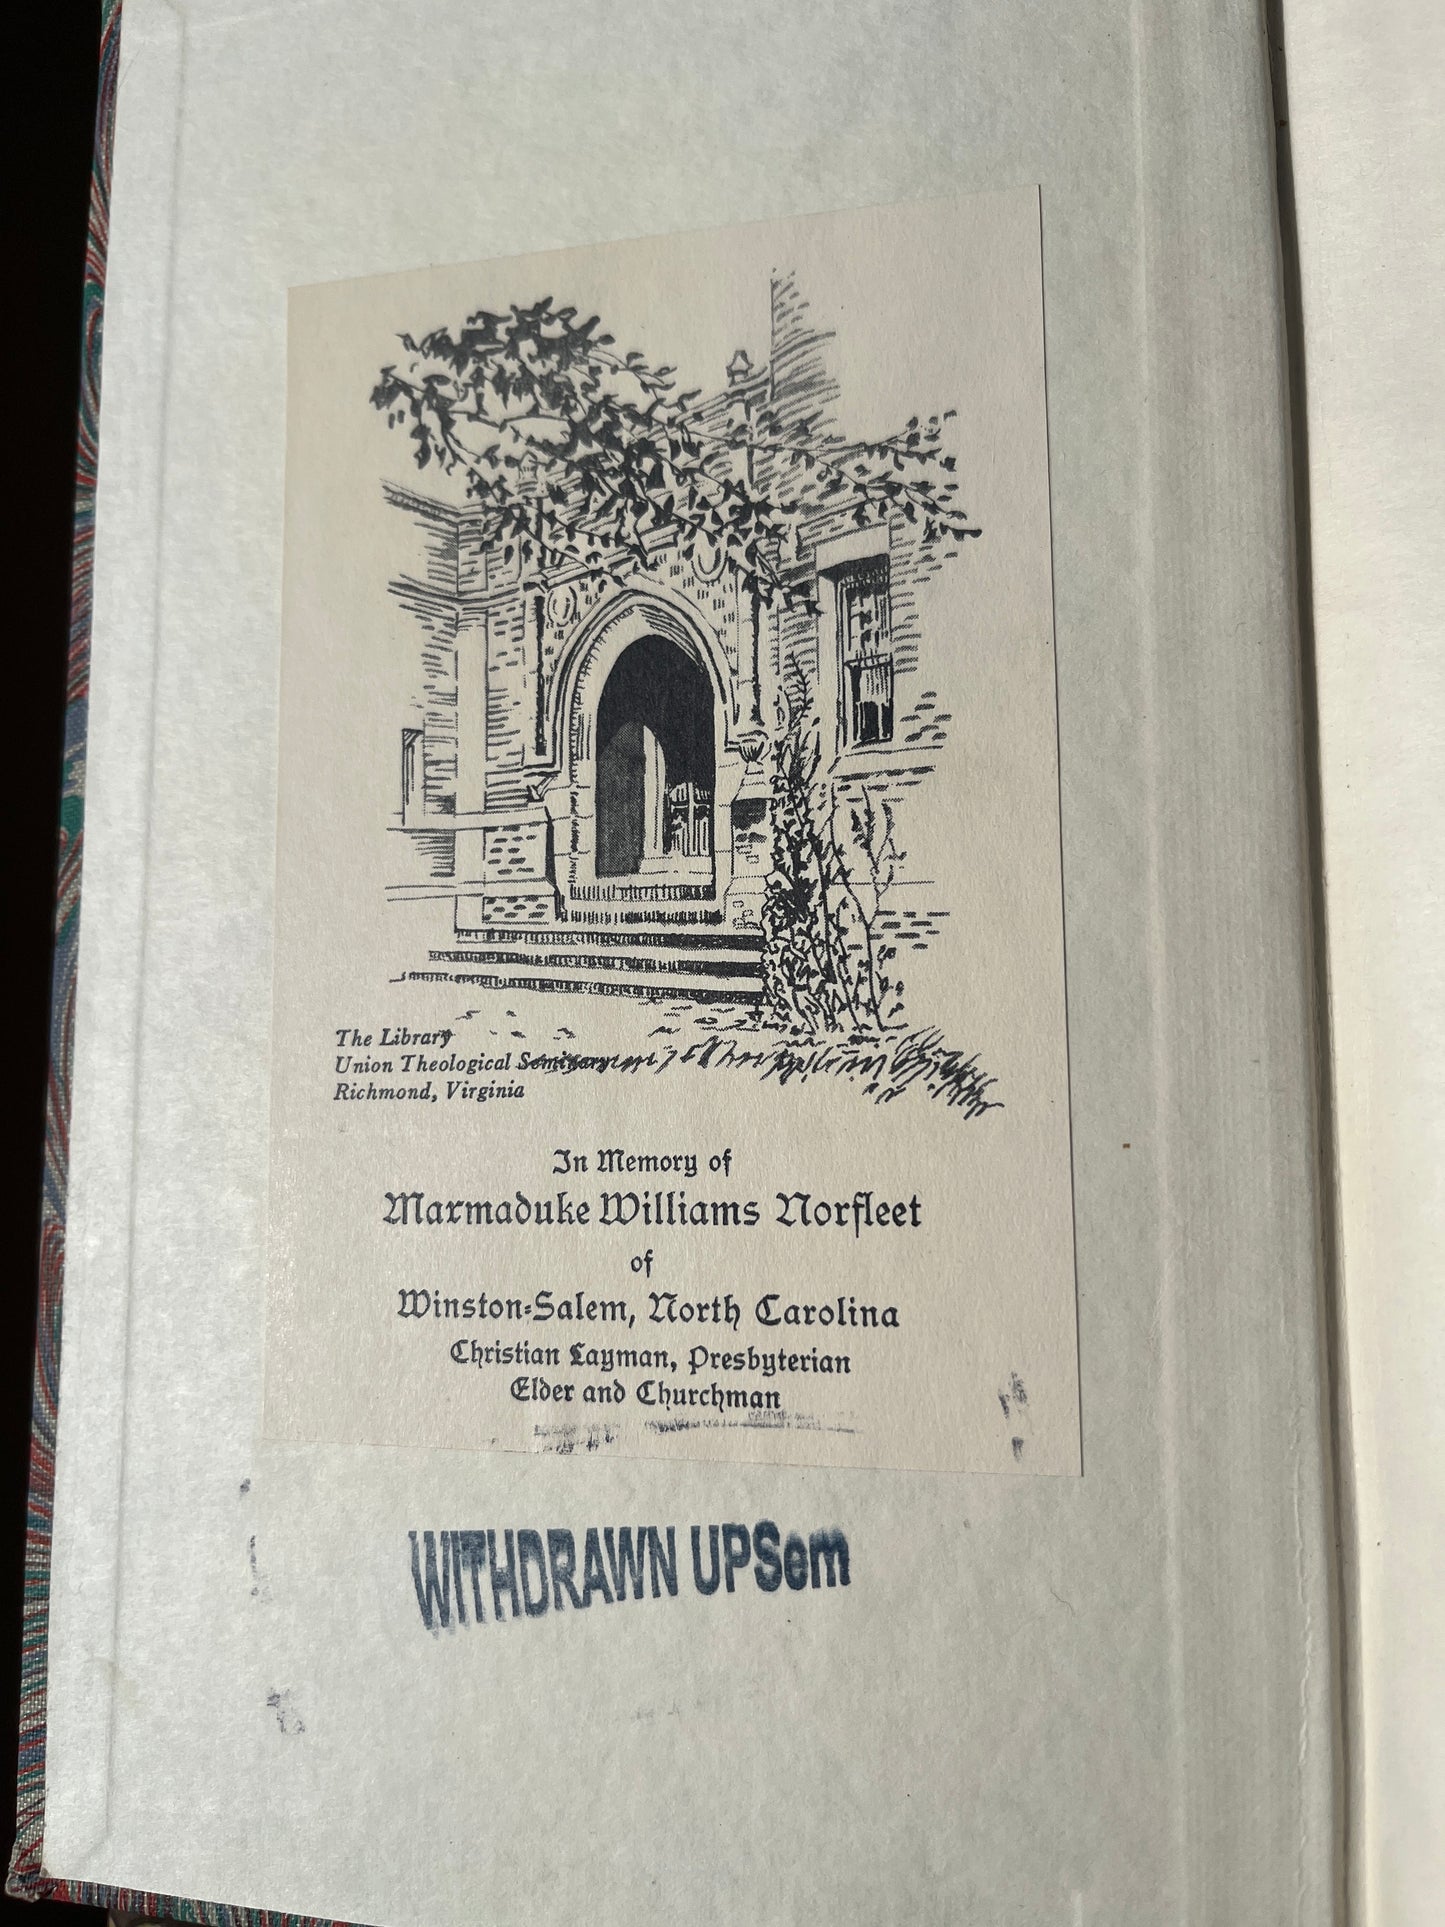 The Library
Union Theological Seminary
Richmond, Virginia
In Memory of
Marmaduke Williams Norfleet
of
Winston-Salem, North Carolina
Christian Layman, Presbyterian
Elder and Churchman
WITHDRAWN UPSem